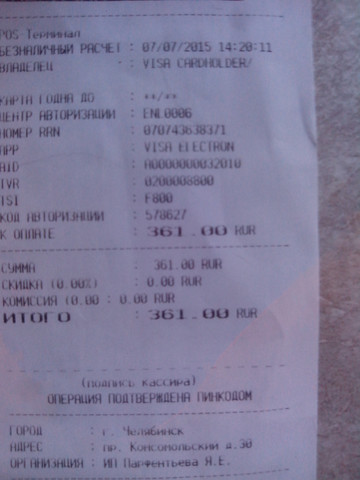 POS Терминал
БЕЗНАЛИЧНЫЙ РАСЧЕТ : 07/07/2015 14:20:11
ВЛАДЕЛЕЦ : VISA CARDHOLDER/
КАРТА ГОДНА ДО : **/**
ЦЕНТР АВТОРИЗАЦИИ : ENL0006
НОМЕР RRN : 070743638371
APP : VISA ELECTRON
AID : A0000000032010
TVR : 0200008800
TSI : F800
КОД АВТОРИЗАЦИИ : 578627
К ОПЛАТЕ : 361.00 RUR
СУММА : 361.00 RUR
СКИДКА (0.00%) : 0.00 RUR
КОМИССИЯ (0.00 : 0.00 RUR
ИТОГО : 361.00 RUR
(подпись кассира)
ОПЕРАЦИЯ ПОДТВЕРЖДЕНА ПИНКОДОМ
ГОРОД : г. Челябинск
АДРЕС : пр. Комсомольский д.30
ОРГАНИЗАЦИЯ : ИП Парфентьева Н.Е.